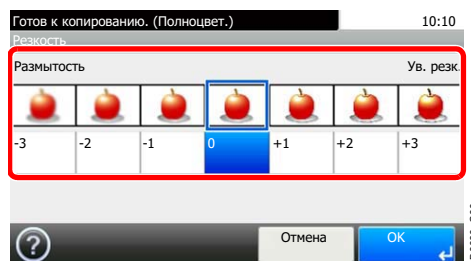 Готов к копированию. (Полноцвет.) 10:10
Резкость
Размытость Ув. резк.
-3 -2 -1 0 +1 +2 +3
? Отмена OK